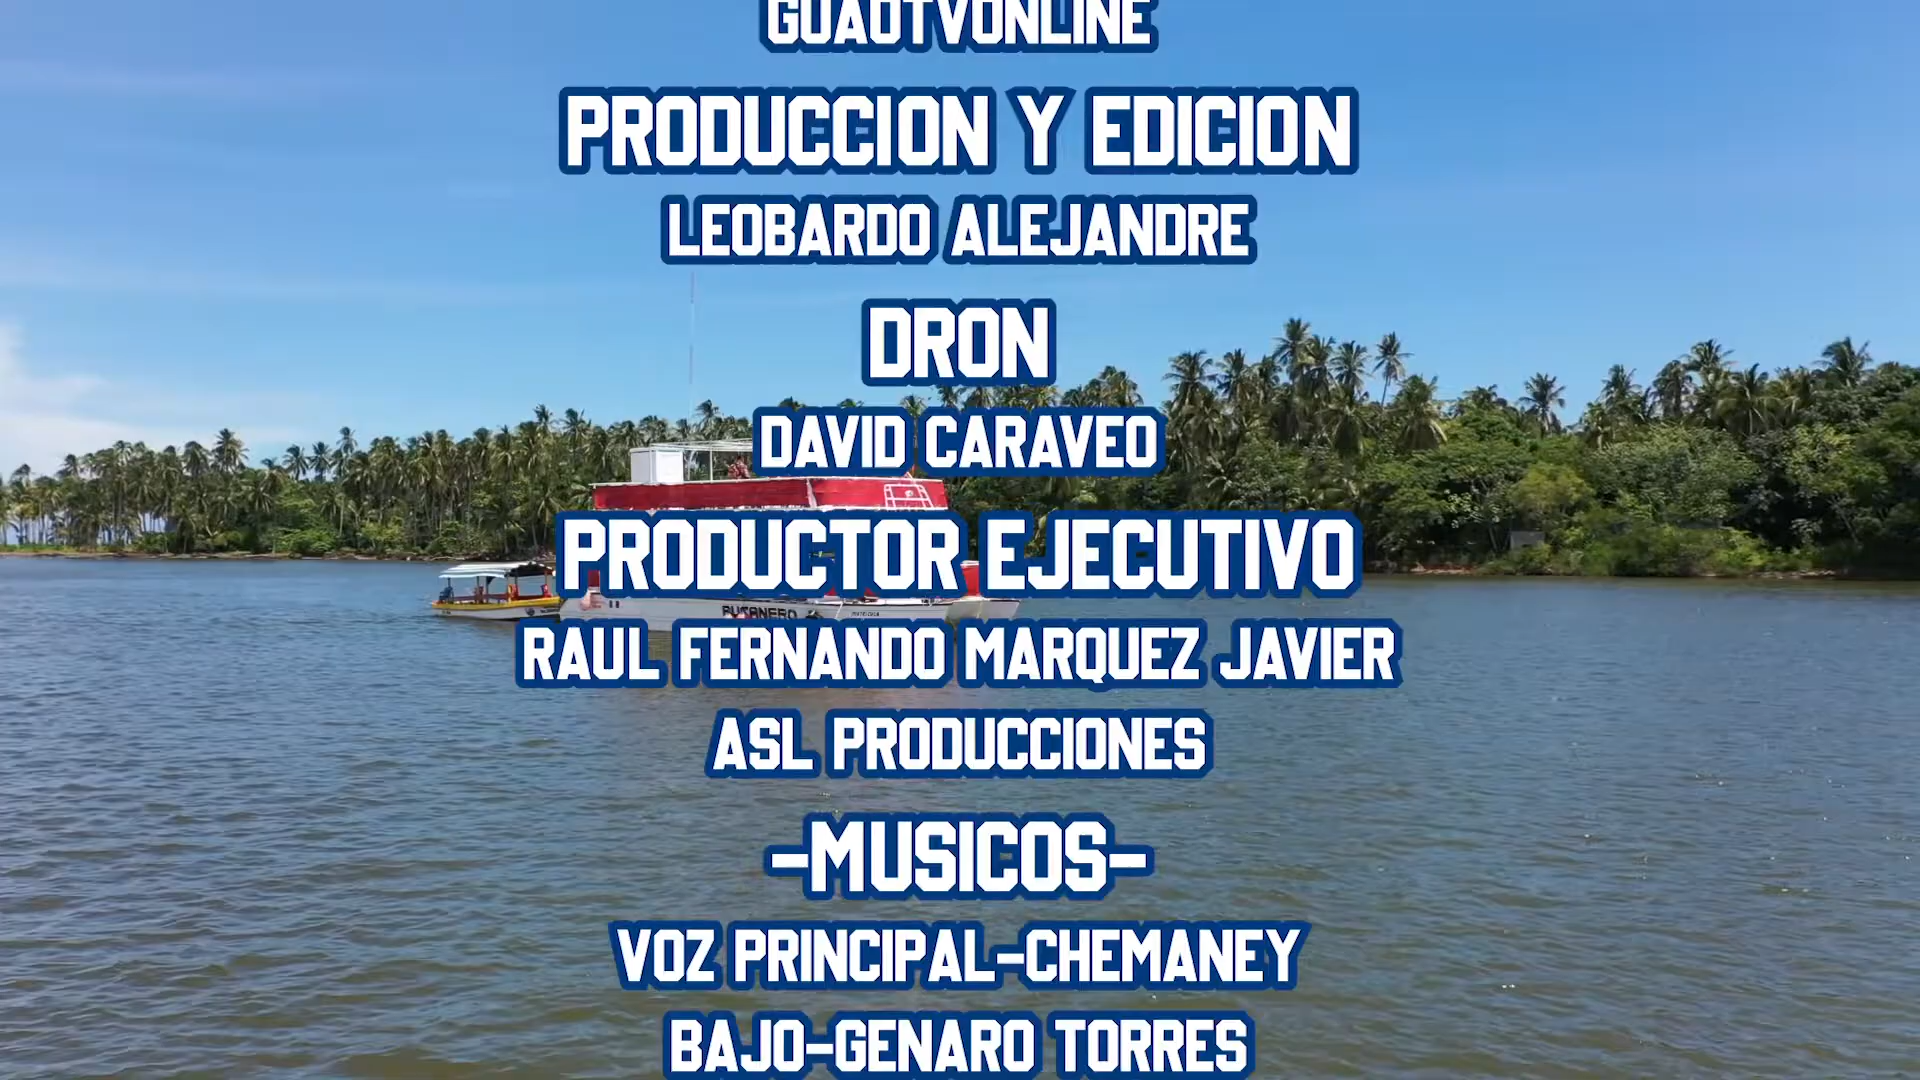 GUAOTVONLINE
PRODUCCION Y EDICION
LEOBARDO ALEJANDRE
DRON
DAVID CARAVEO
PRODUCTOR EJECUTIVO
PUSANERO
RAUL FERNANDO MARQUEZ JAVIER
ASL PRODUCCIONES
-MUSICOS-
VOZ PRINCIPAL-CHEMANEY
BAJO-GENARO TORRES